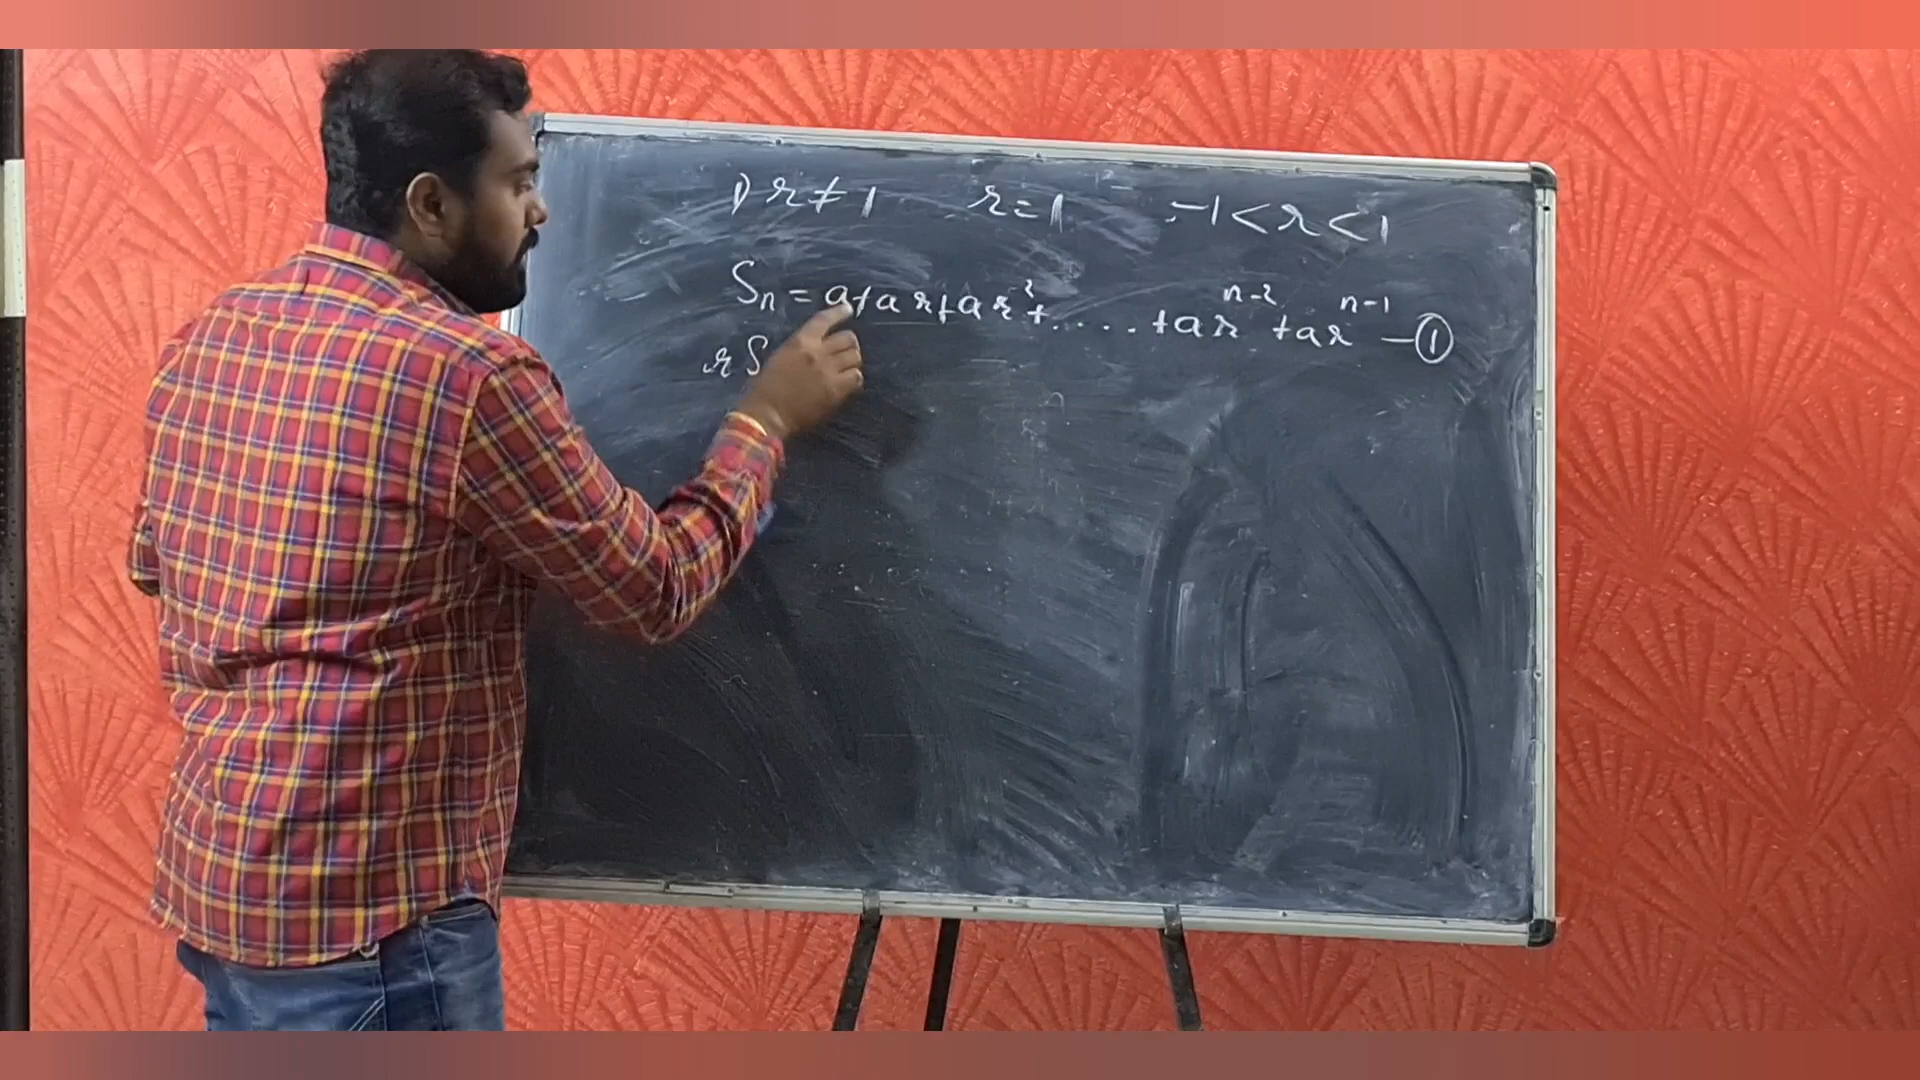 1) r ≠ 1 r = 1 -1 < r < 1
Sₙ = a + ar + ar² + ..... + arⁿ⁻² + arⁿ⁻¹ — ①
rS